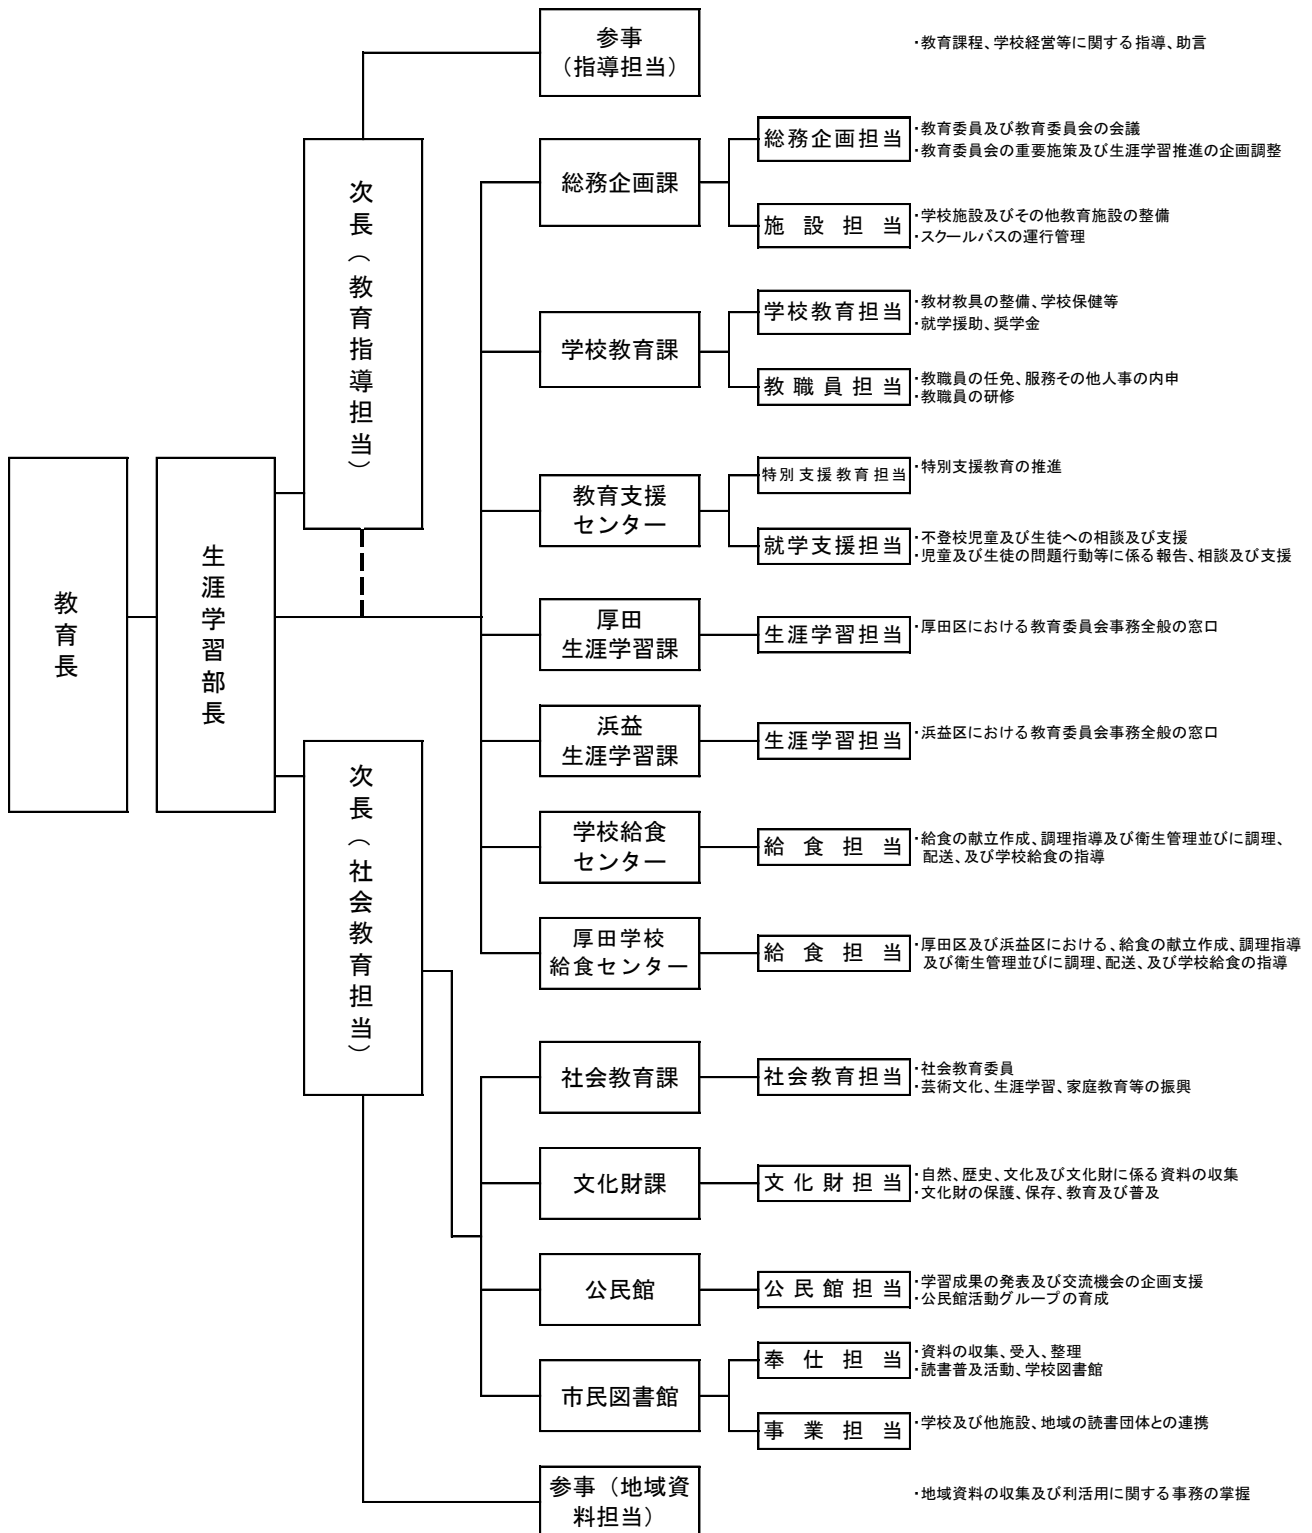 教育長
生涯学習部長
次長（教育指導担当）
次長（社会教育担当）
参事
（指導担当）
・教育課程、学校経営等に関する指導、助言
総務企画課
総務企画担当
・教育委員及び教育委員会の会議
・教育委員会の重要施策及び生涯学習推進の企画調整
施設担当
・学校施設及びその他教育施設の整備
・スクールバスの運行管理
学校教育課
学校教育担当
・教材教具の整備、学校保健等
・就学援助、奨学金
教職員担当
・教職員の任免、服務その他人事の内申
・教職員の研修
教育支援
センター
特別支援教育担当
・特別支援教育の推進
就学支援担当
・不登校児童及び生徒への相談及び支援
・児童及び生徒の問題行動等に係る報告、相談及び支援
厚田
生涯学習課
生涯学習担当
・厚田区における教育委員会事務全般の窓口
浜益
生涯学習課
生涯学習担当
・浜益区における教育委員会事務全般の窓口
学校給食
センター
給食担当
・給食の献立作成、調理指導及び衛生管理並びに調理、
配送、及び学校給食の指導
厚田学校
給食センター
給食担当
・厚田区及び浜益区における、給食の献立作成、調理指導
及び衛生管理並びに調理、配送、及び学校給食の指導
社会教育課
社会教育担当
・社会教育委員
・芸術文化、生涯学習、家庭教育等の振興
文化財課
文化財担当
・自然、歴史、文化及び文化財に係る資料の収集
・文化財の保護、保存、教育及び普及
公民館
公民館担当
・学習成果の発表及び交流機会の企画支援
・公民館活動グループの育成
市民図書館
奉仕担当
・資料の収集、受入、整理
・読書普及活動、学校図書館
事業担当
・学校及び他施設、地域の読書団体との連携
参事（地域資
料担当）
・地域資料の収集及び利活用に関する事務の掌握